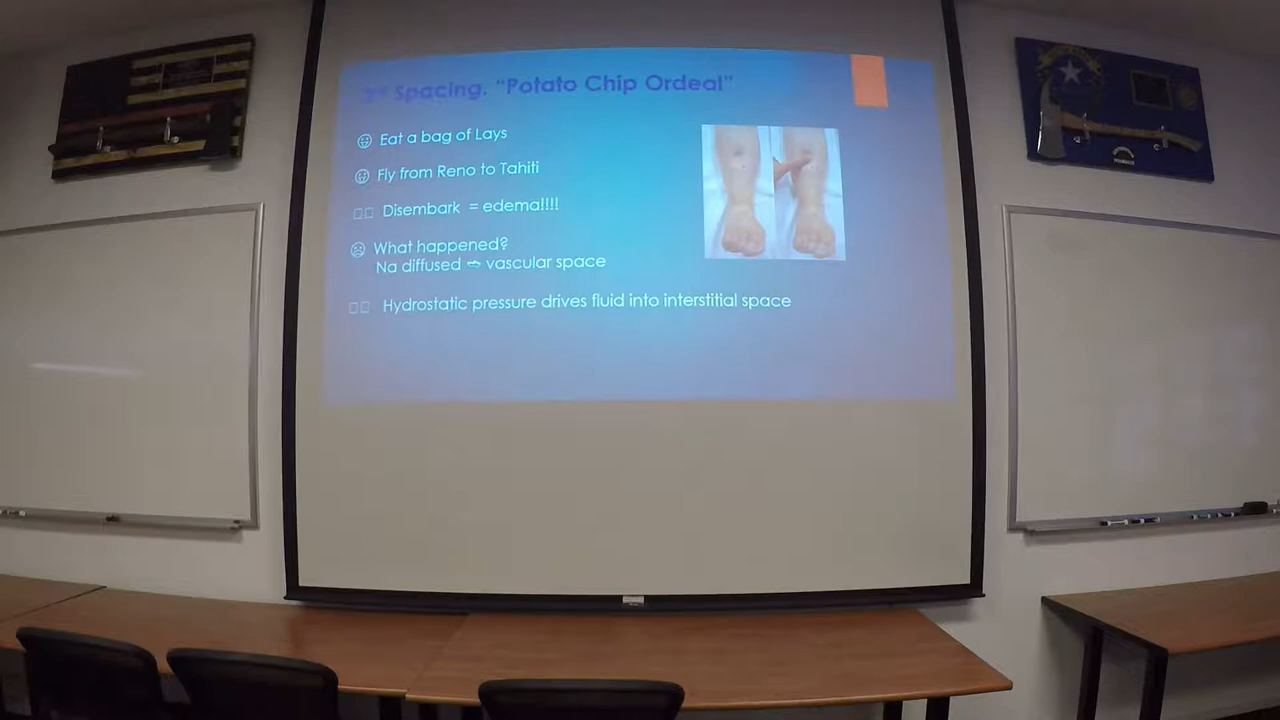 3rd Spacing. "Potato Chip Ordeal"
Eat a bag of Lays
Fly from Reno to Tahiti
Disembark = edema!!!!
What happened?
Na diffused ➾ vascular space
Hydrostatic pressure drives fluid into interstitial space